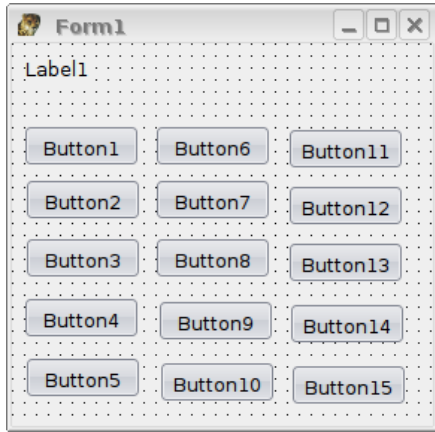 Form1
Label1
Button1 Button6 Button11
Button2 Button7 Button12
Button3 Button8 Button13
Button4 Button9 Button14
Button5 Button10 Button15